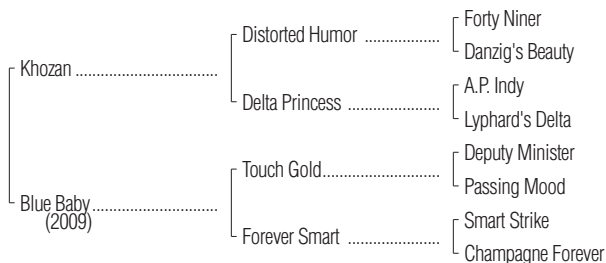 Forty Niner
Distorted Humor ..................
Danzig's Beauty
Khozan ...................................
A.P. Indy
Delta Princess .....................
Lyphard's Delta
Deputy Minister
Touch Gold............................
Passing Mood
Blue Baby...............................
(2009)
Smart Strike
Forever Smart ......................
Champagne Forever